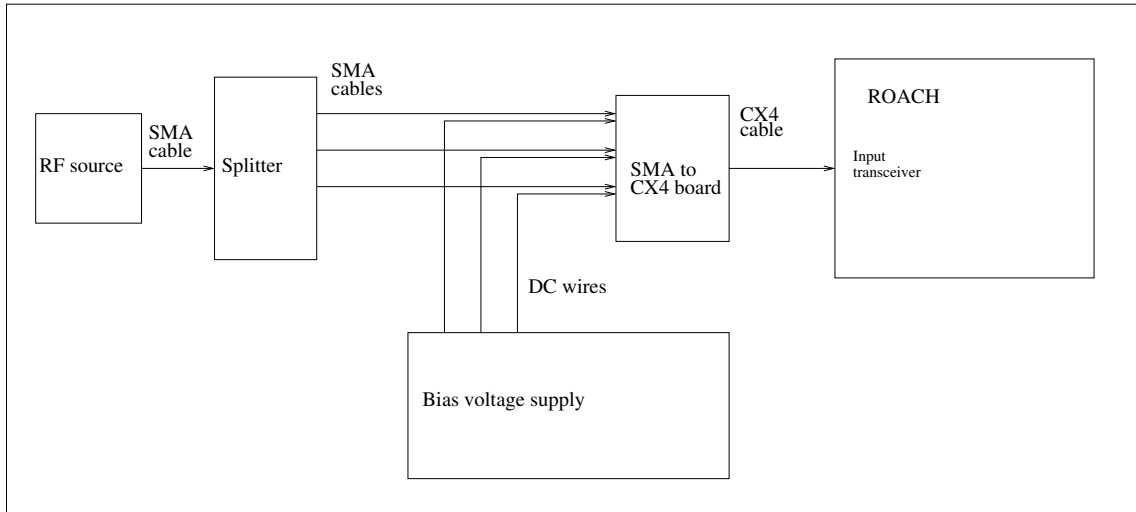 RF source
SMA
cable
Splitter
SMA
cables
SMA to
CX4 board
CX4
cable
ROACH
Input
transceiver
DC wires
Bias voltage supply